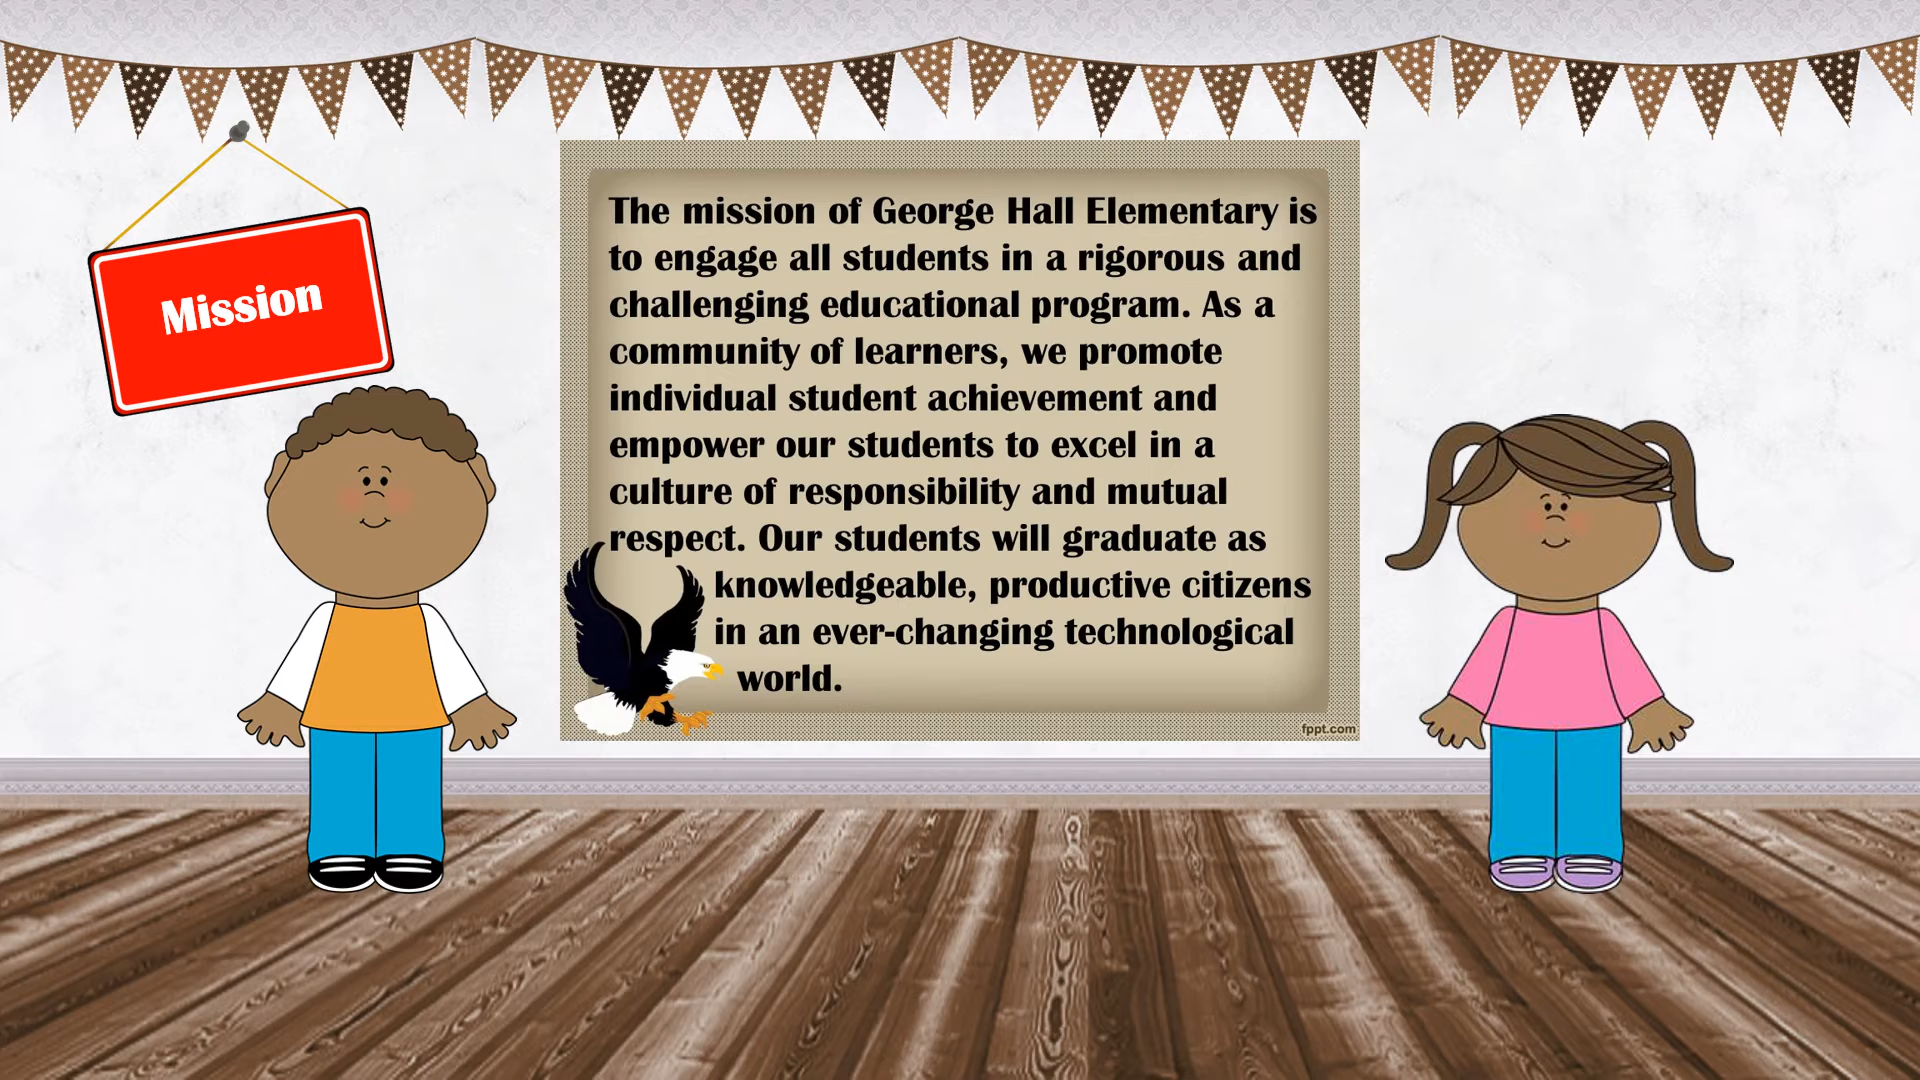 Mission
The mission of George Hall Elementary is
to engage all students in a rigorous and
challenging educational program. As a
community of learners, we promote
individual student achievement and
empower our students to excel in a
culture of responsibility and mutual
respect. Our students will graduate as
knowledgeable, productive citizens
in an ever-changing technological
world.
fppt.com